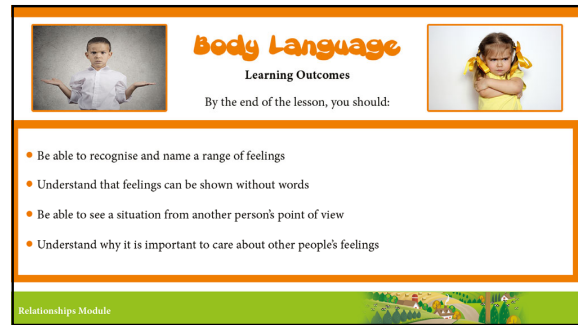 Body Language
Learning Outcomes
By the end of the lesson, you should:
Be able to recognise and name a range of feelings
Understand that feelings can be shown without words
Be able to see a situation from another person's point of view
Understand why it is important to care about other people's feelings
Relationships Module